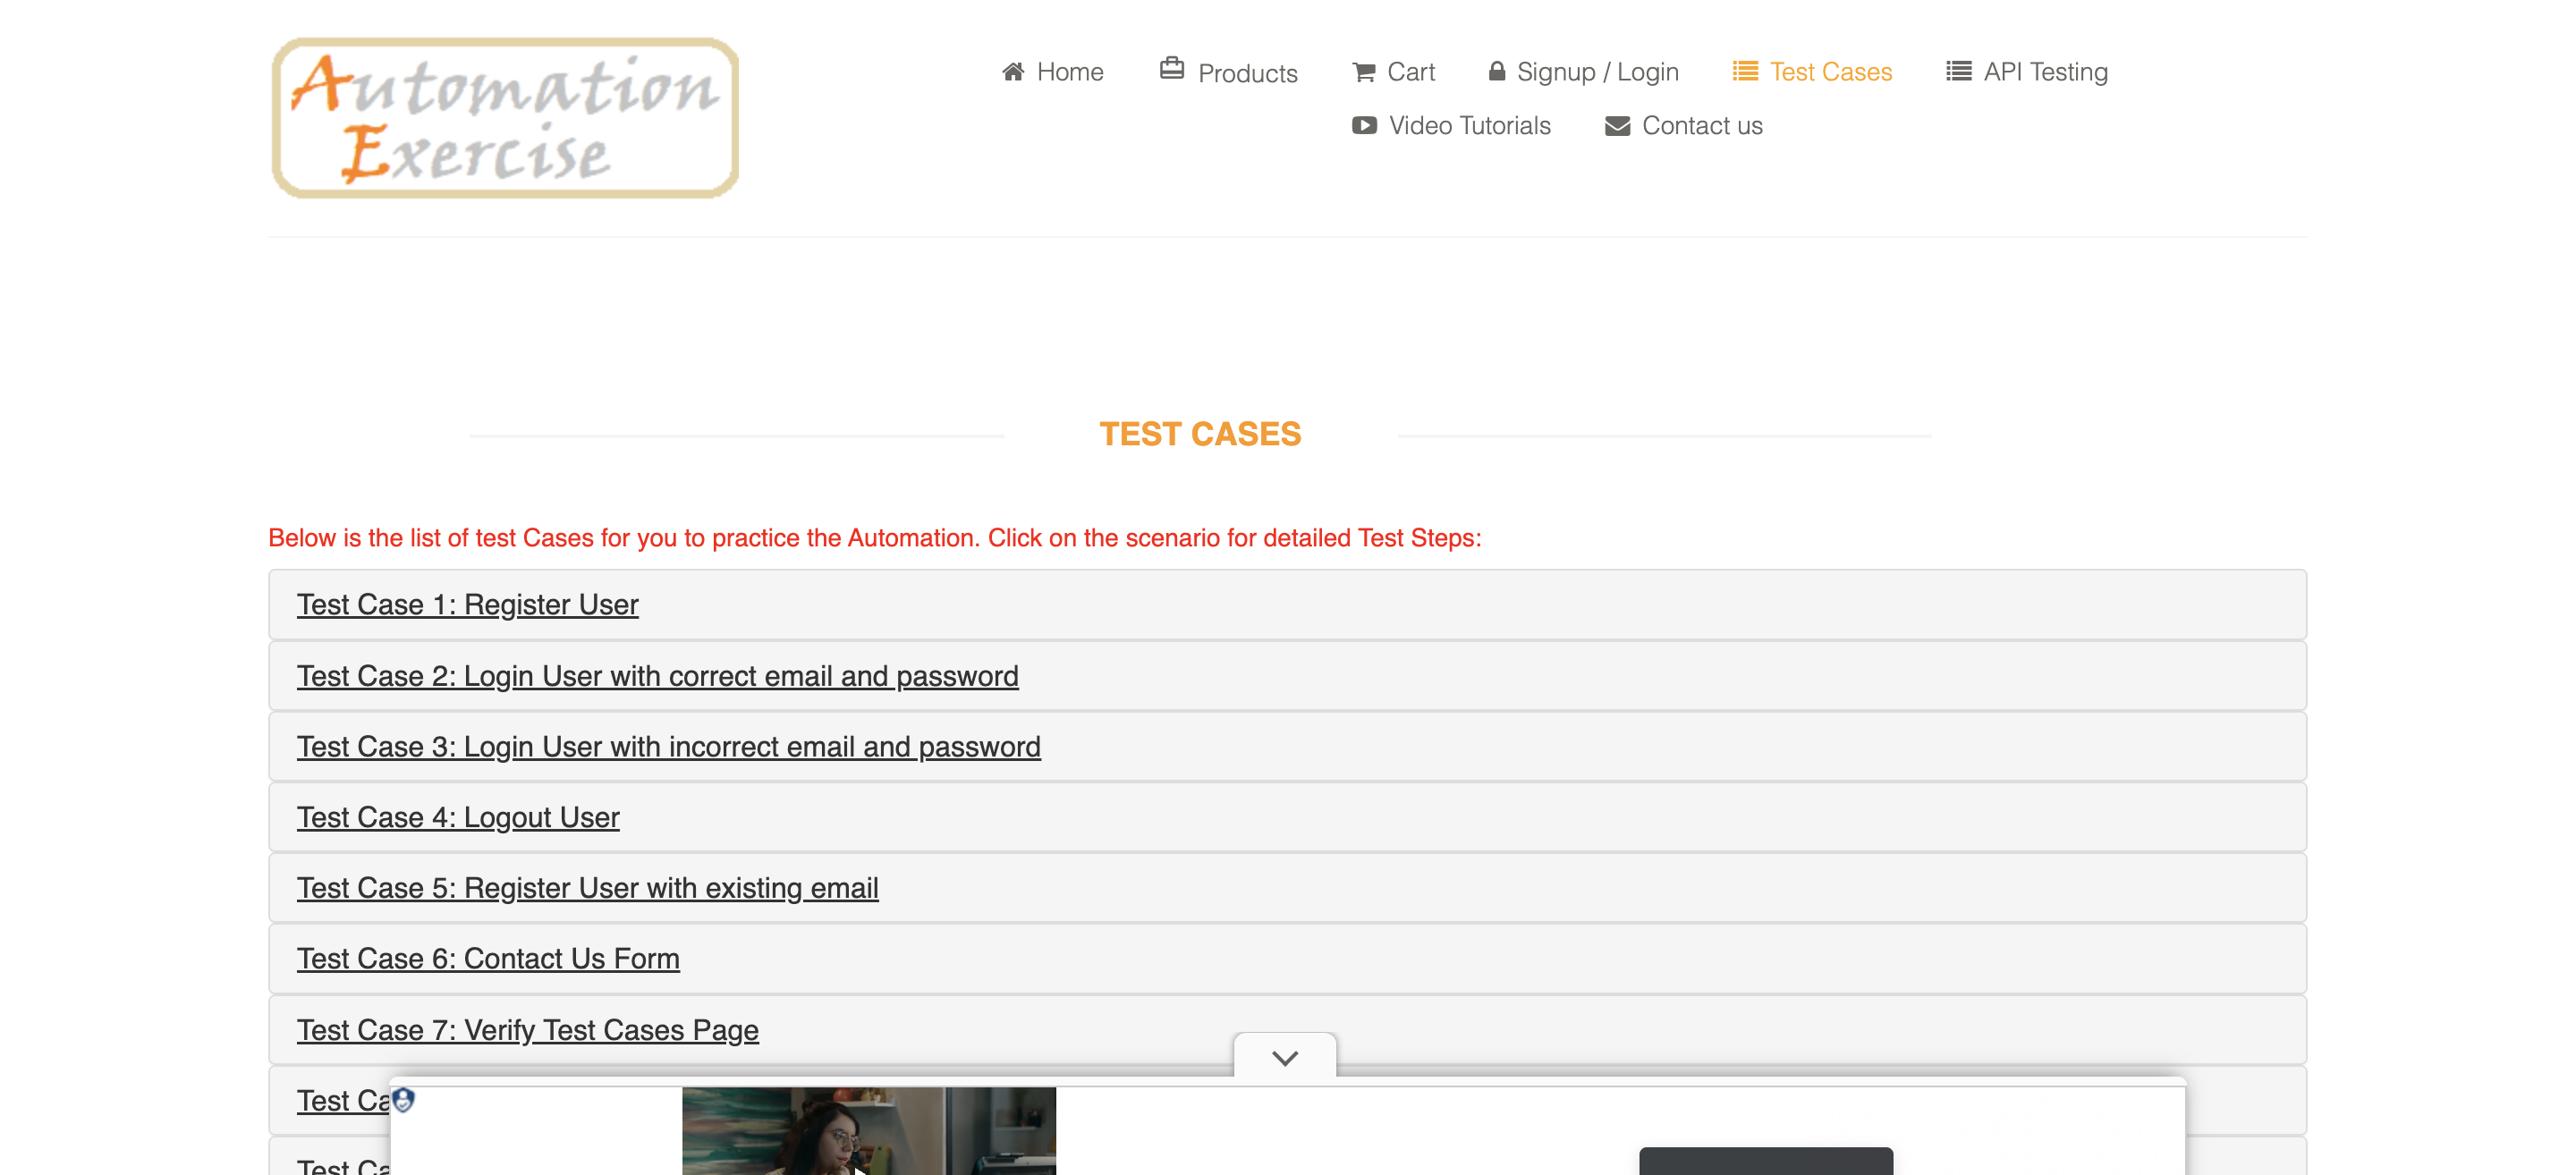 Automation
Exercise
Home
Products
Cart
Signup / Login
Test Cases
API Testing
Video Tutorials
Contact us
TEST CASES
Below is the list of test Cases for you to practice the Automation. Click on the scenario for detailed Test Steps:
Test Case 1: Register User
Test Case 2: Login User with correct email and password
Test Case 3: Login User with incorrect email and password
Test Case 4: Logout User
Test Case 5: Register User with existing email
Test Case 6: Contact Us Form
Test Case 7: Verify Test Cases Page
Test Ca
Test Ca